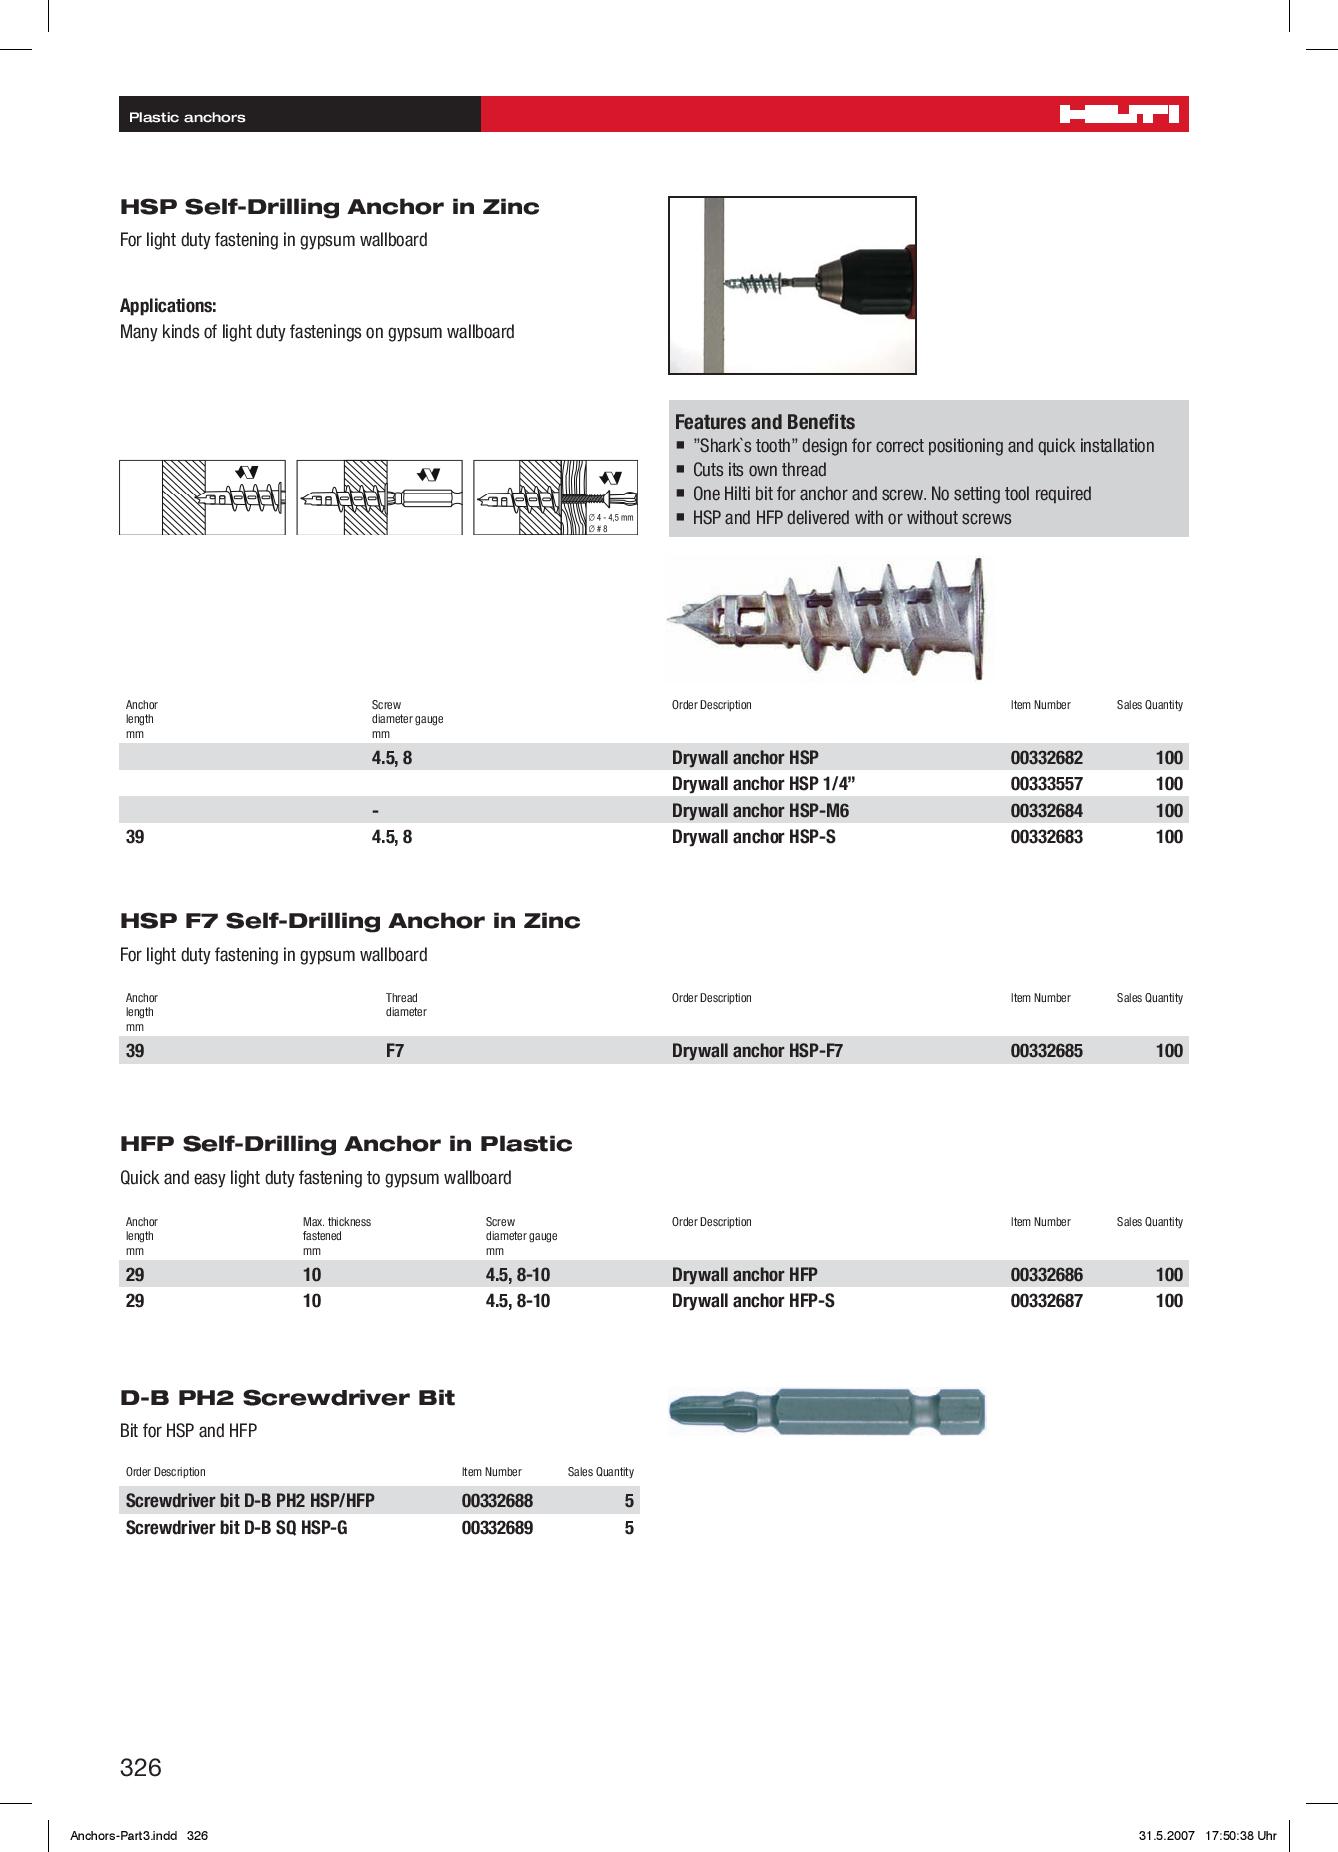 Plastic anchors
HILTI
HSP Self-Drilling Anchor in Zinc
For light duty fastening in gypsum wallboard
Applications:
Many kinds of light duty fastenings on gypsum wallboard
Features and Benefits
■ ”Shark`s tooth” design for correct positioning and quick installation
■ Cuts its own thread
■ One Hilti bit for anchor and screw. No setting tool required
■ HSP and HFP delivered with or without screws
∅ 4 - 4,5 mm
∅ # 8
Anchor length mm Screw diameter gauge mm Order Description Item Number Sales Quantity
4.5, 8 Drywall anchor HSP 00332682 100
Drywall anchor HSP 1/4” 00333557 100
- Drywall anchor HSP-M6 00332684 100
39 4.5, 8 Drywall anchor HSP-S 00332683 100
HSP F7 Self-Drilling Anchor in Zinc
For light duty fastening in gypsum wallboard
Anchor length mm Thread diameter Order Description Item Number Sales Quantity
39 F7 Drywall anchor HSP-F7 00332685 100
HFP Self-Drilling Anchor in Plastic
Quick and easy light duty fastening to gypsum wallboard
Anchor length mm Max. thickness fastened mm Screw diameter gauge mm Order Description Item Number Sales Quantity
29 10 4.5, 8-10 Drywall anchor HFP 00332686 100
29 10 4.5, 8-10 Drywall anchor HFP-S 00332687 100
D-B PH2 Screwdriver Bit
Bit for HSP and HFP
Order Description Item Number Sales Quantity
Screwdriver bit D-B PH2 HSP/HFP 00332688 5
Screwdriver bit D-B SQ HSP-G 00332689 5
326
Anchors-Part3.indd 326 31.5.2007 17:50:38 Uhr